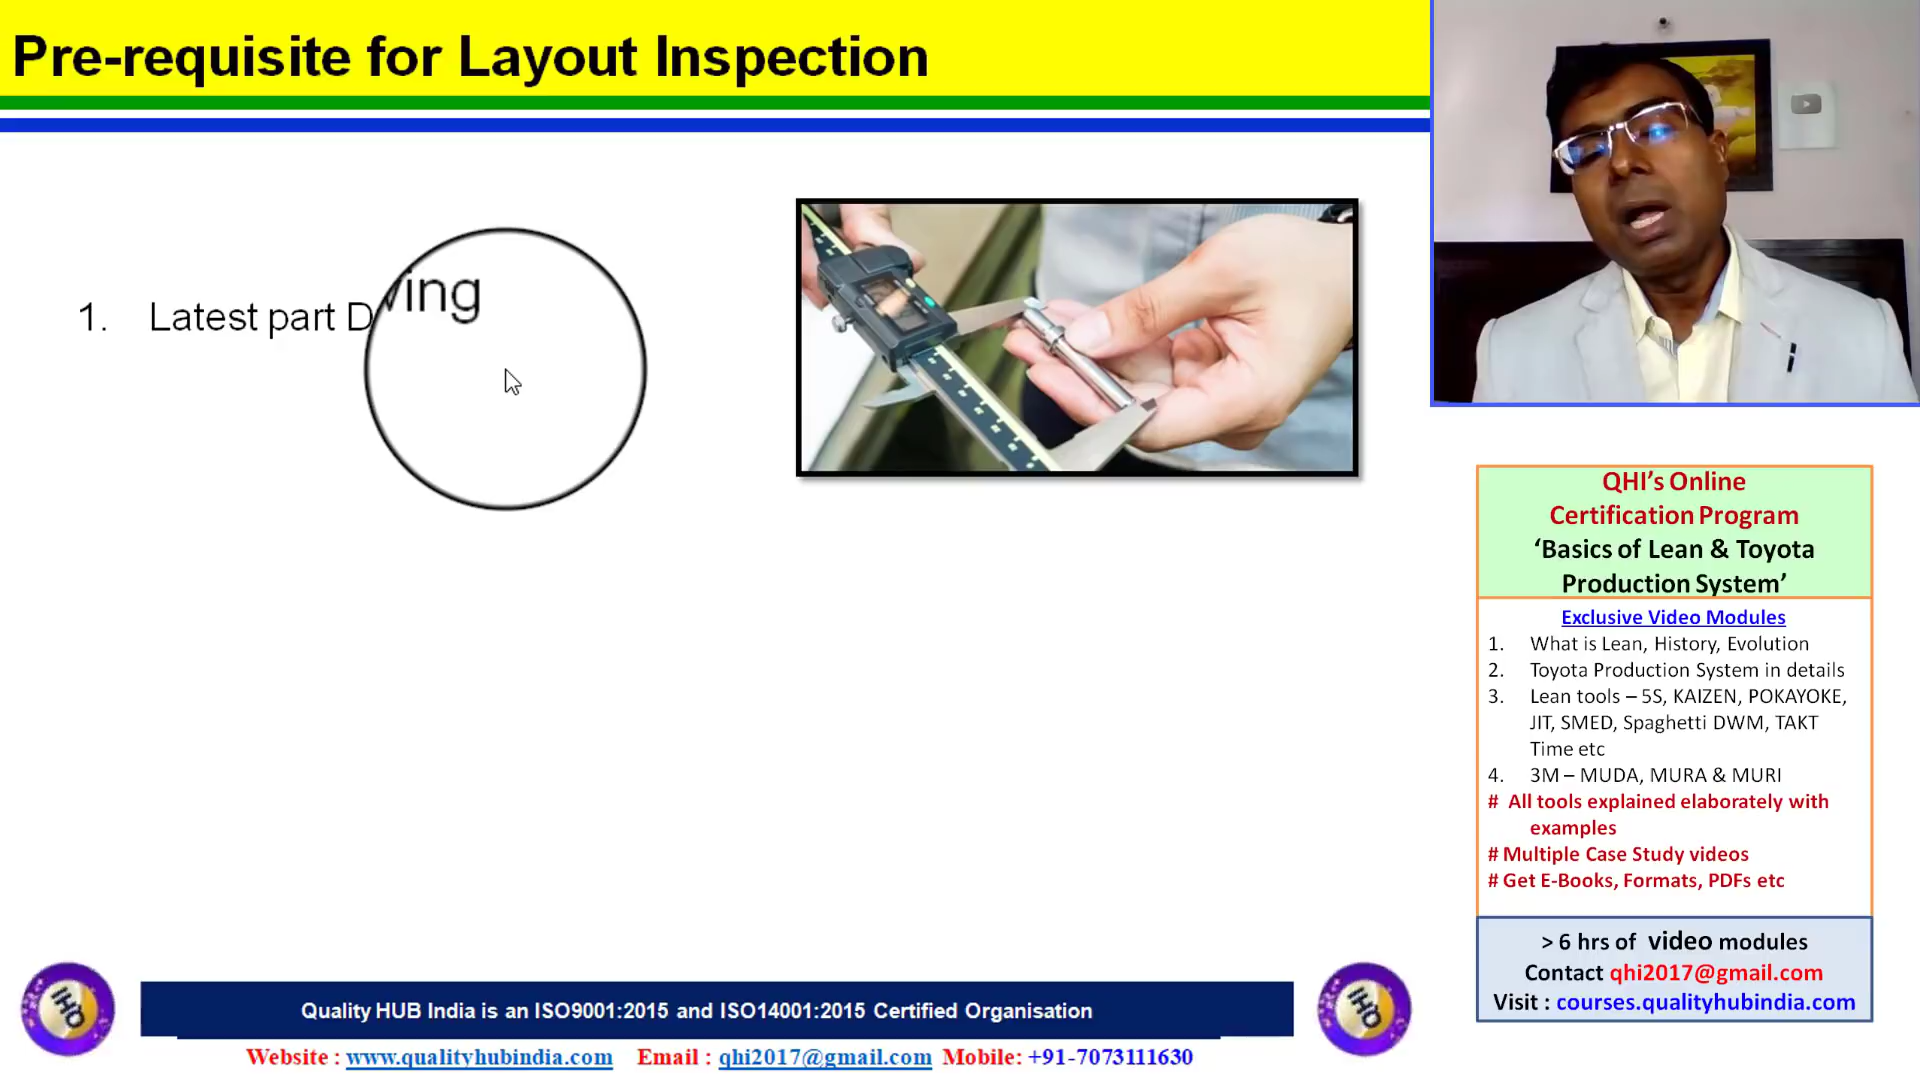 Pre-requisite for Layout Inspection
1. Latest part D
wing
QHI's Online
Certification Program
‘Basics of Lean & Toyota
Production System’
Exclusive Video Modules
1. What is Lean, History, Evolution
2. Toyota Production System in details
3. Lean tools – 5S, KAIZEN, POKAYOKE,
JIT, SMED, Spaghetti DWM, TAKT
Time etc
4. 3M – MUDA, MURA & MURI
# All tools explained elaborately with
examples
# Multiple Case Study videos
# Get E-Books, Formats, PDFs etc
> 6 hrs of video modules
Contact qhi2017@gmail.com
Visit : courses.qualityhubindia.com
QHI
Quality HUB India is an ISO9001:2015 and ISO14001:2015 Certified Organisation
QHI
Website : www.qualityhubindia.com Email : qhi2017@gmail.com Mobile: +91-7073111630